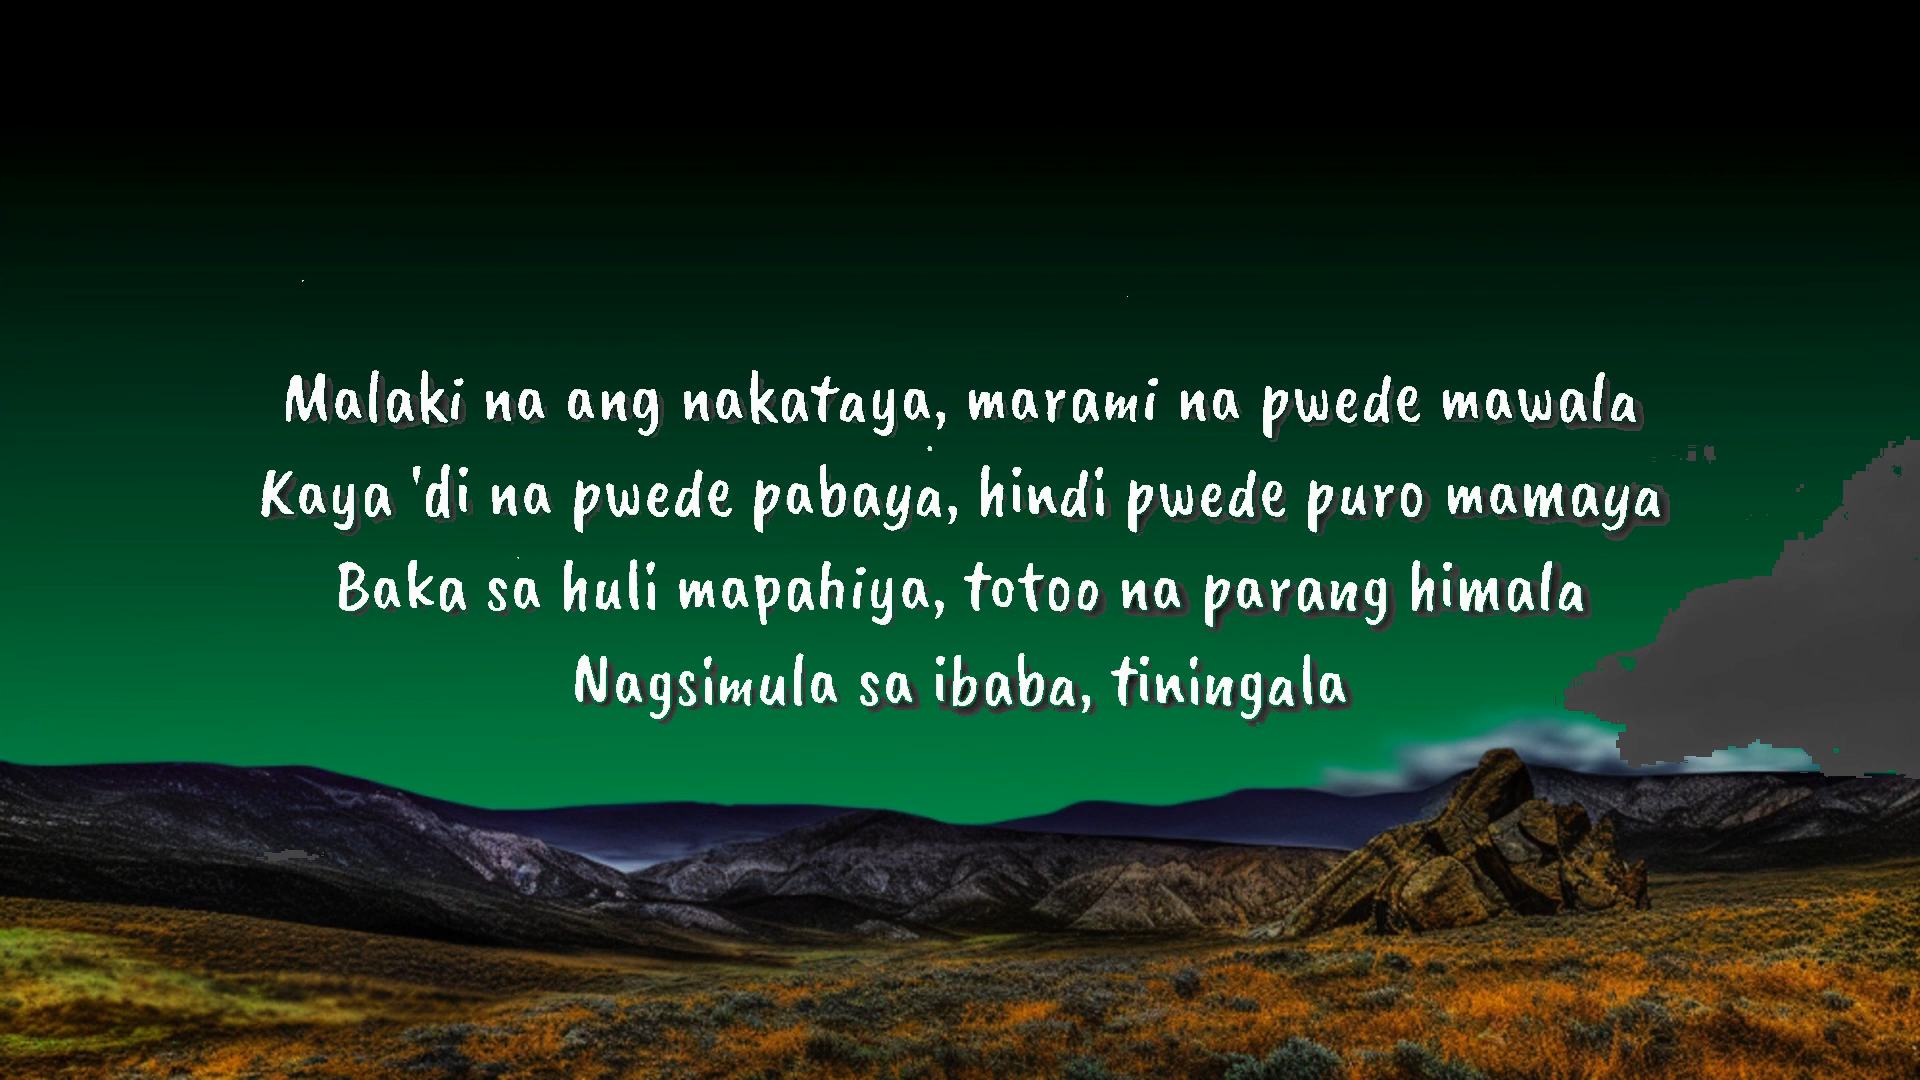 Malaki na ang nakataya, marami na pwede mawala
Kaya 'di na pwede pabaya, hindi pwede puro mamaya
Baka sa huli mapahiya, totoo na parang himala
Nagsimula sa ibaba, tiningala